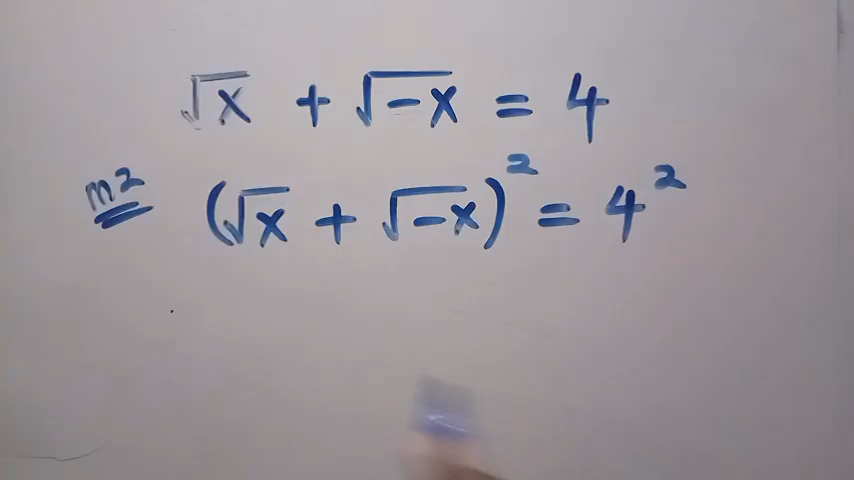 √x + √-x = 4
m2 (√x + √-x)² = 4²